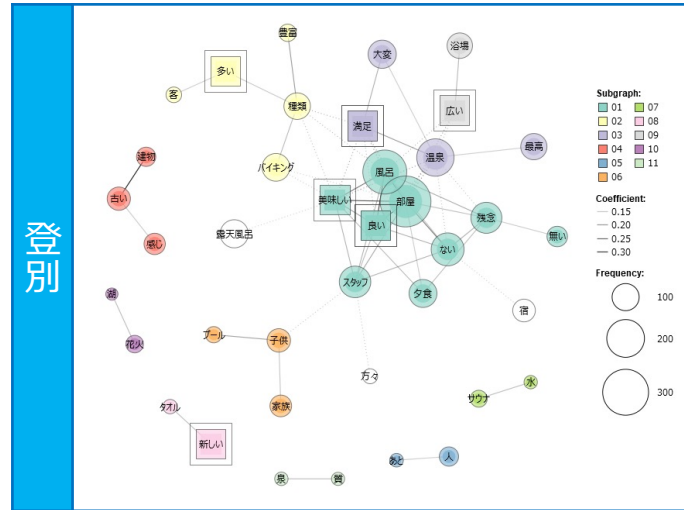 登別
豊富
大変
浴場
多い
客
種類
満足
広い
建物
バイキング
温泉
最高
風呂
古い
美味しい
部屋
良い
残念
感じ
露天風呂
ない
無い
スタッフ
夕食
湖
宿
花火
プール
子供
方々
水
サウナ
タオル
家族
新しい
あと
人
泉
質
Subgraph:
01 07
02 08
03 09
04 10
05 11
06
Coefficient:
0.15
0.20
0.25
0.30
Frequency:
100
200
300